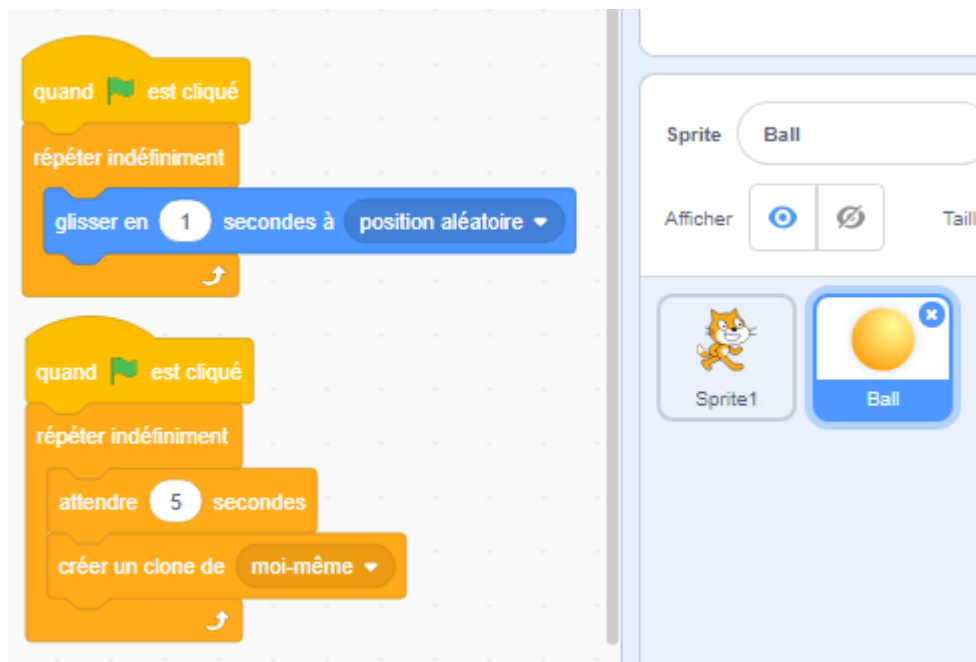 quand est cliqué
répéter indéfiniment
glisser en 1 secondes à position aléatoire
quand est cliqué
répéter indéfiniment
attendre 5 secondes
créer un clone de moi-même
Sprite Ball
Afficher Taill
Sprite1 Ball